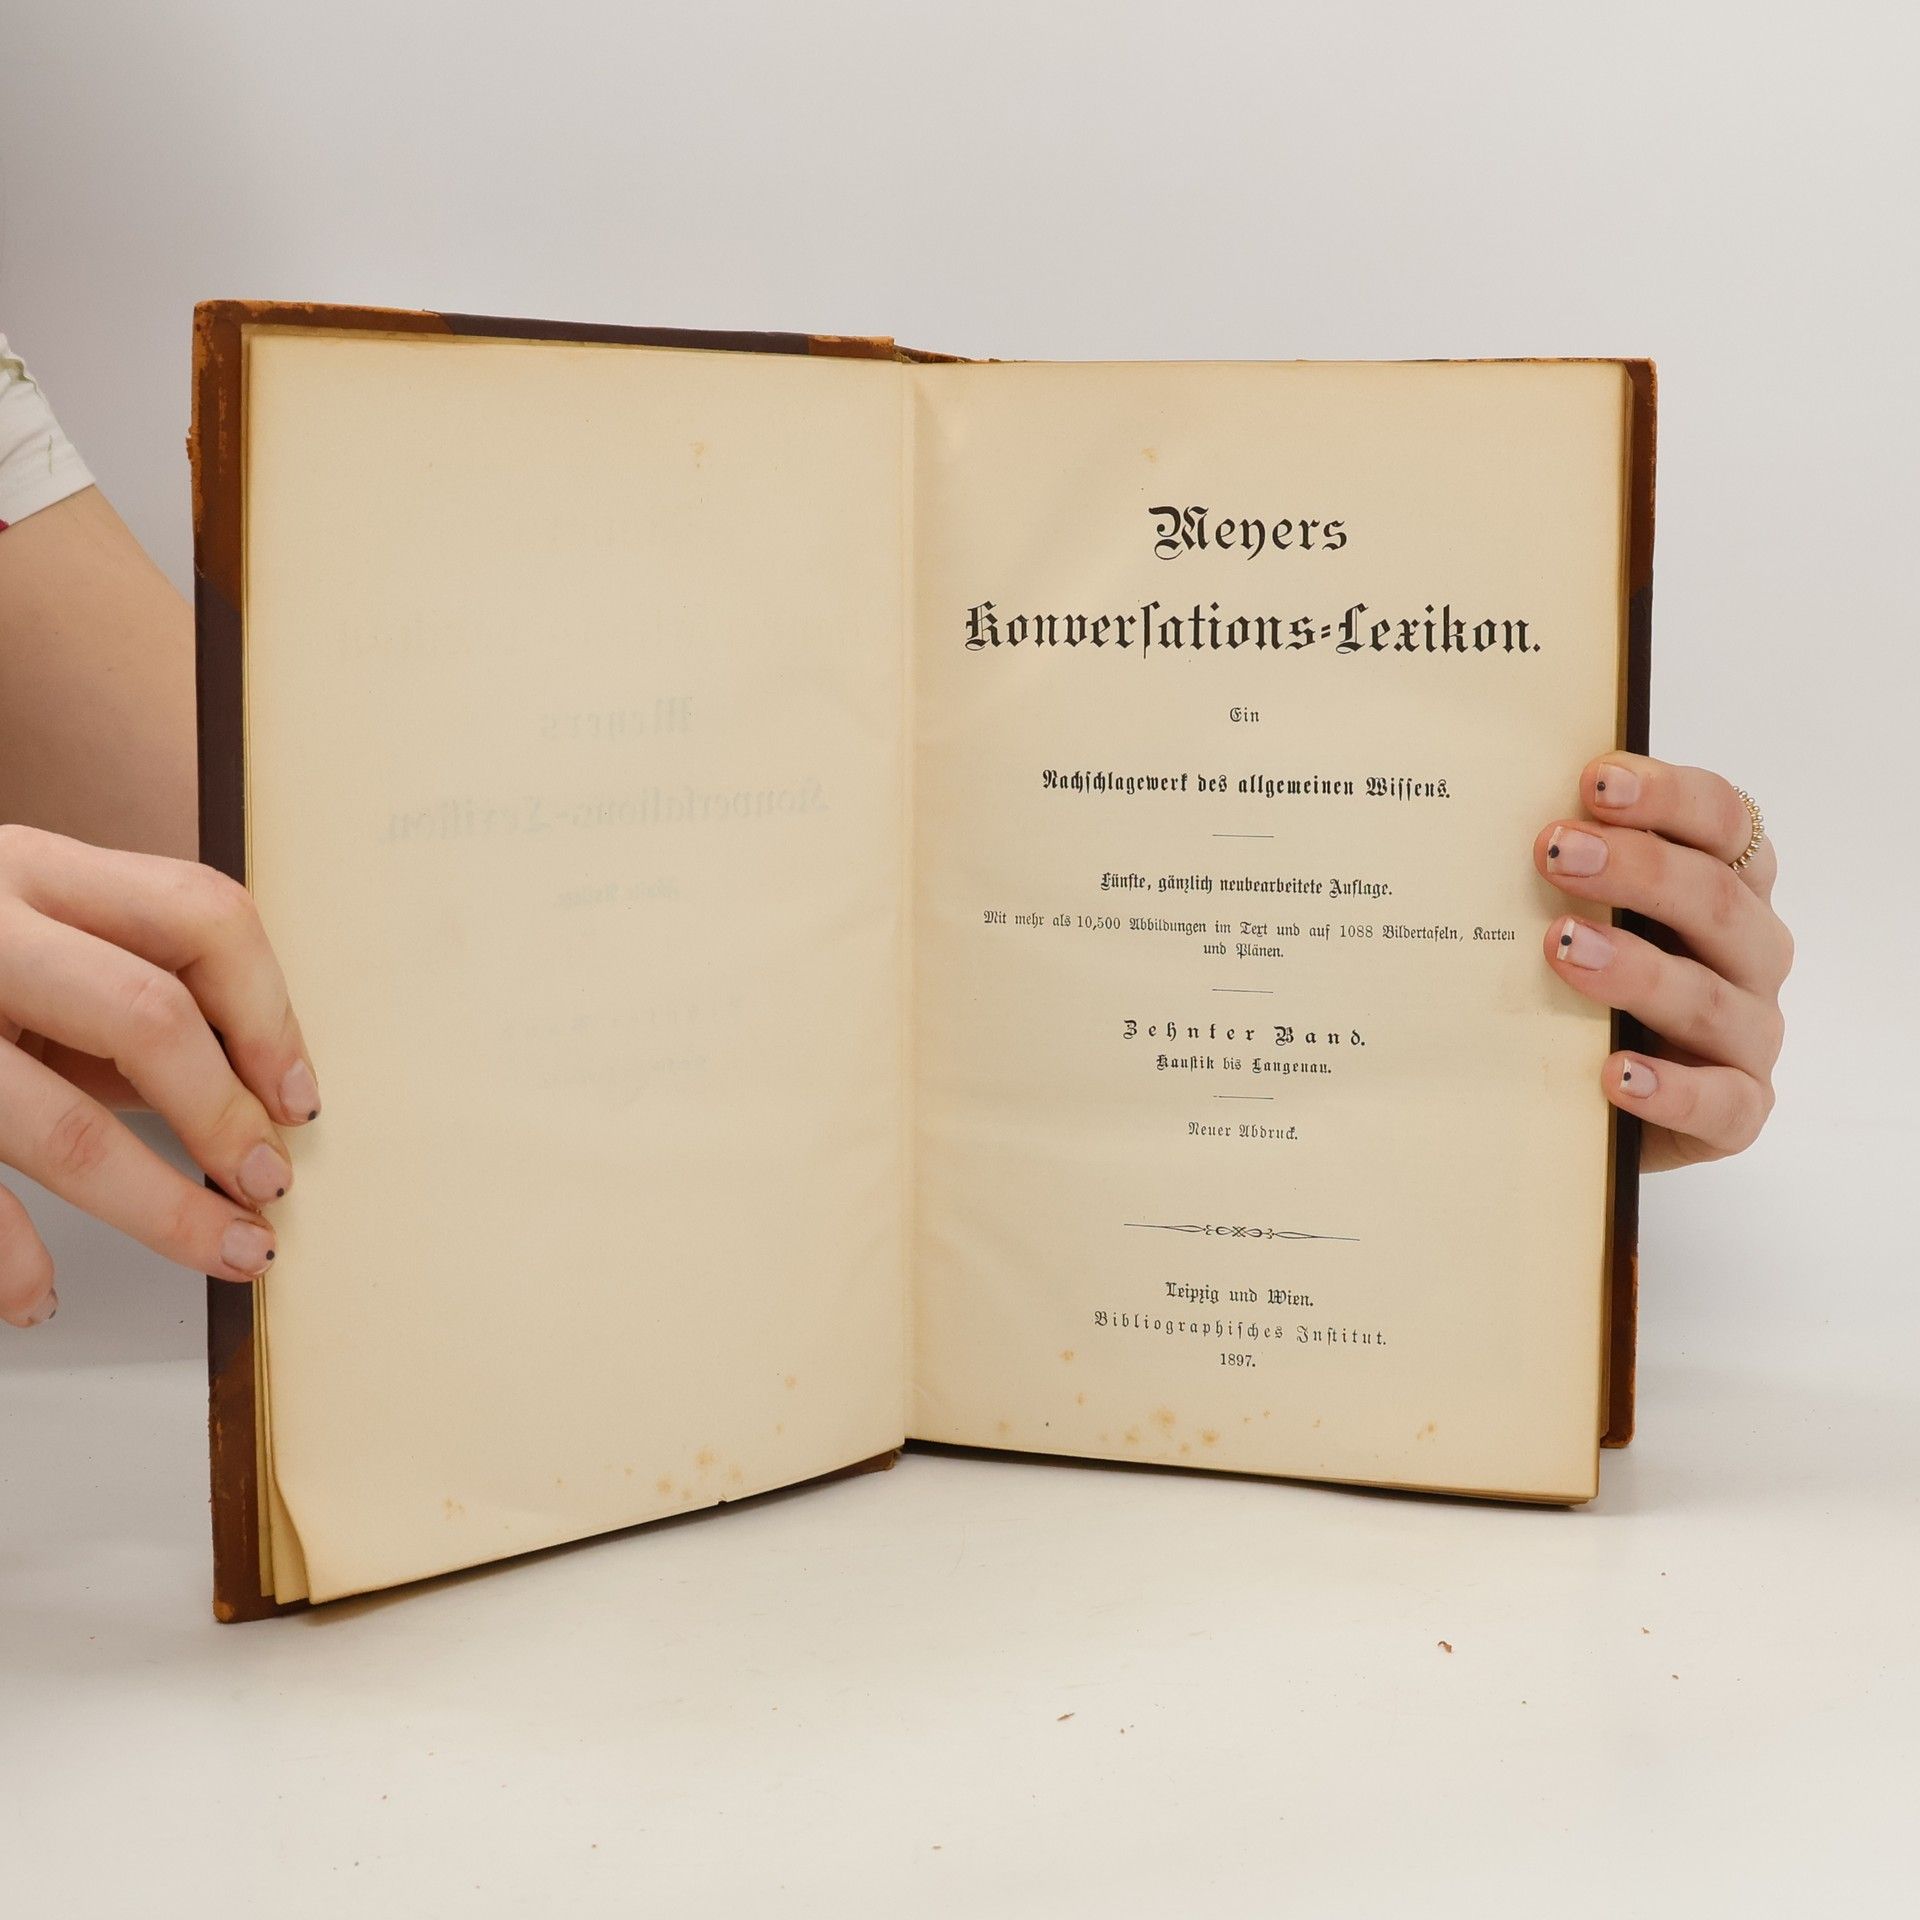 Meyers
Konverſations=Lexikon.
Ein
Nachſchlagewerk des allgemeinen Wiſſens.
Fünfte, gänzlich neubearbeitete Auflage.
Mit mehr als 10,500 Abbildungen im Text und auf 1088 Bildertafeln, Karten
und Plänen.
Zehnter Band.
Kauſtik bis Langenau.
Neuer Abdruck.
Leipzig und Wien.
Bibliographiſches Inſtitut.
1897.